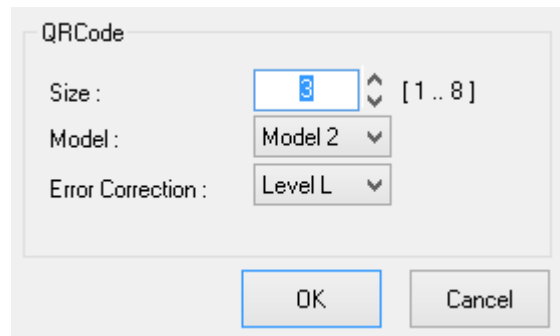 QRCode
Size : 3 [ 1 .. 8 ]
Model : Model 2
Error Correction : Level L
OK Cancel